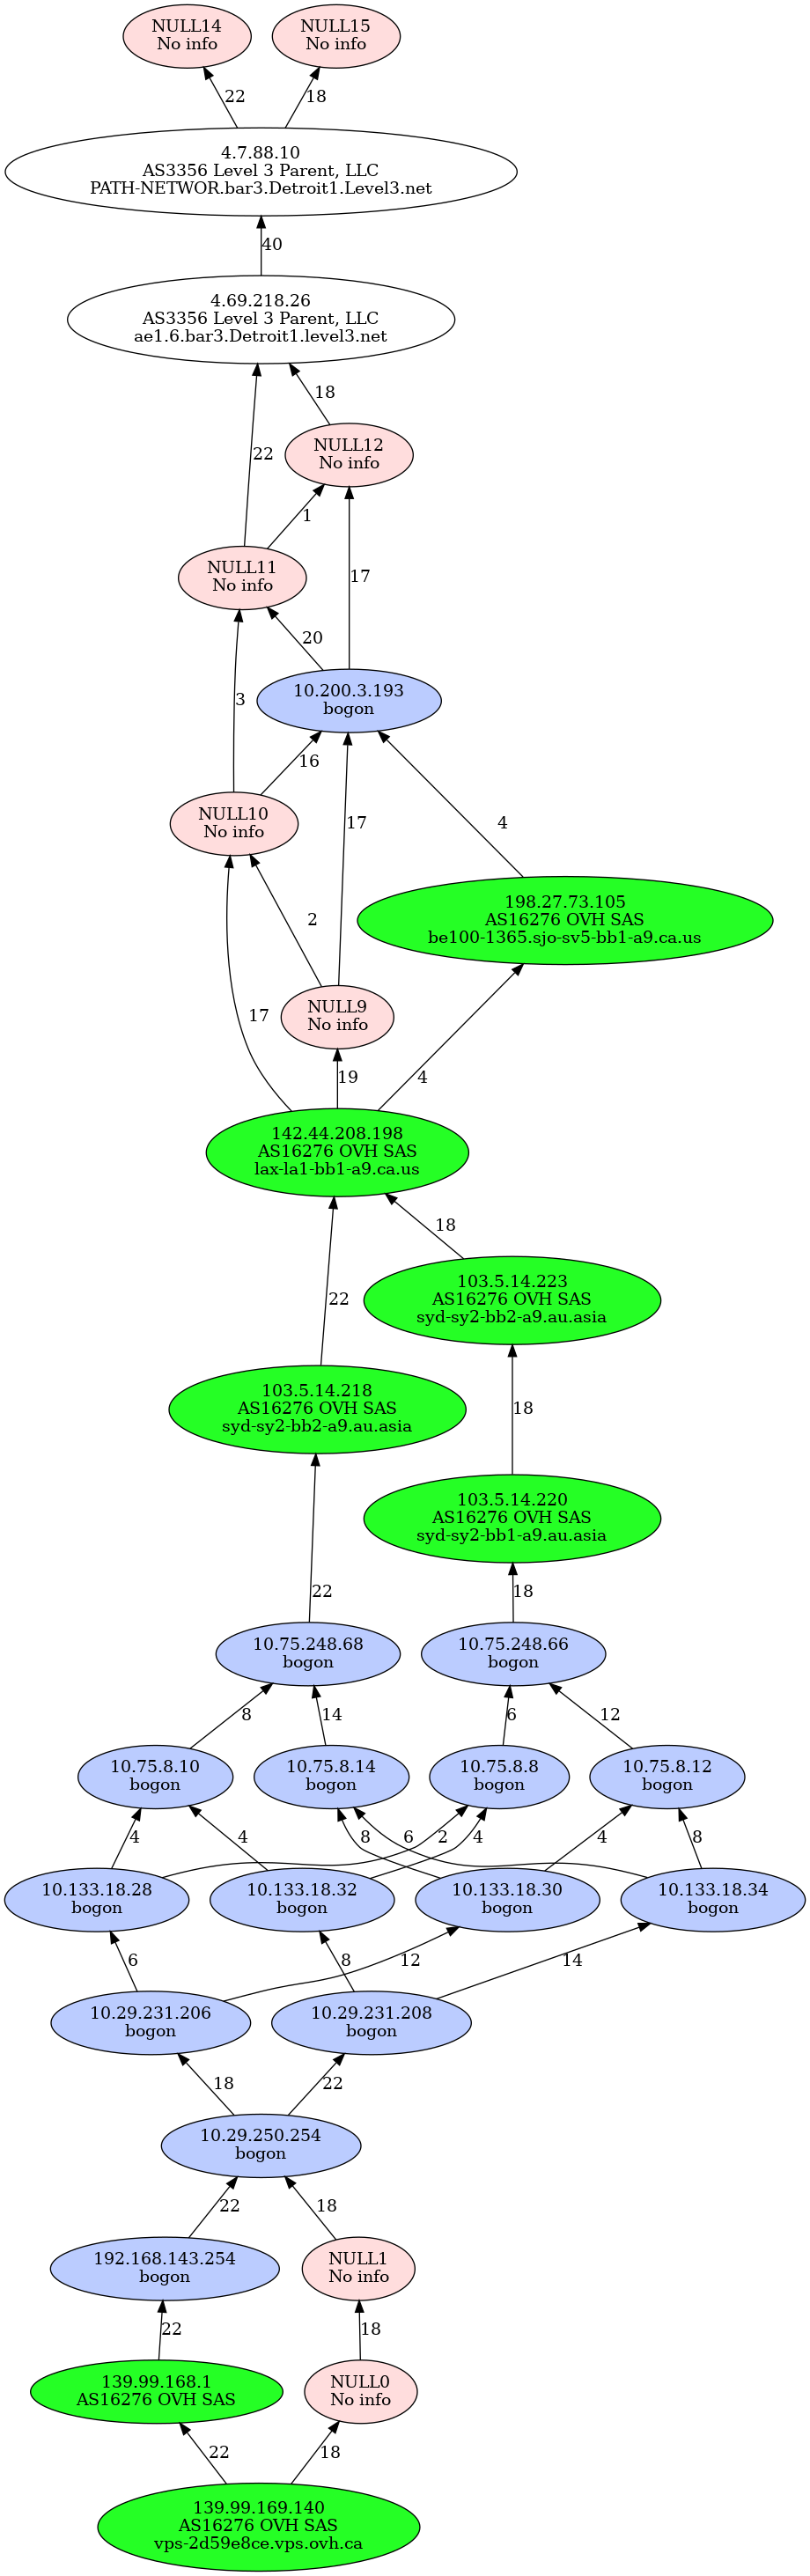 NULL14
No info
NULL15
No info
22
18
4.7.88.10
AS3356 Level 3 Parent, LLC
PATH-NETWOR.bar3.Detroit1.Level3.net
40
4.69.218.26
AS3356 Level 3 Parent, LLC
ae1.6.bar3.Detroit1.level3.net
18
NULL12
No info
22
1
NULL11
No info
17
20
10.200.3.193
bogon
3
16
NULL10
No info
17
4
198.27.73.105
AS16276 OVH SAS
be100-1365.sjo-sv5-bb1-a9.ca.us
2
NULL9
No info
17
19
4
142.44.208.198
AS16276 OVH SAS
lax-la1-bb1-a9.ca.us
18
103.5.14.223
AS16276 OVH SAS
syd-sy2-bb2-a9.au.asia
22
103.5.14.218
AS16276 OVH SAS
syd-sy2-bb2-a9.au.asia
18
103.5.14.220
AS16276 OVH SAS
syd-sy2-bb1-a9.au.asia
22
18
10.75.248.68
bogon
10.75.248.66
bogon
8
14
6
12
10.75.8.10
bogon
10.75.8.14
bogon
10.75.8.8
bogon
10.75.8.12
bogon
4
4
8
6
2
4
4
8
10.133.18.28
bogon
10.133.18.32
bogon
10.133.18.30
bogon
10.133.18.34
bogon
6
8
12
14
10.29.231.206
bogon
10.29.231.208
bogon
18
22
10.29.250.254
bogon
22
18
192.168.143.254
bogon
NULL1
No info
22
18
139.99.168.1
AS16276 OVH SAS
NULL0
No info
22
18
139.99.169.140
AS16276 OVH SAS
vps-2d59e8ce.vps.ovh.ca